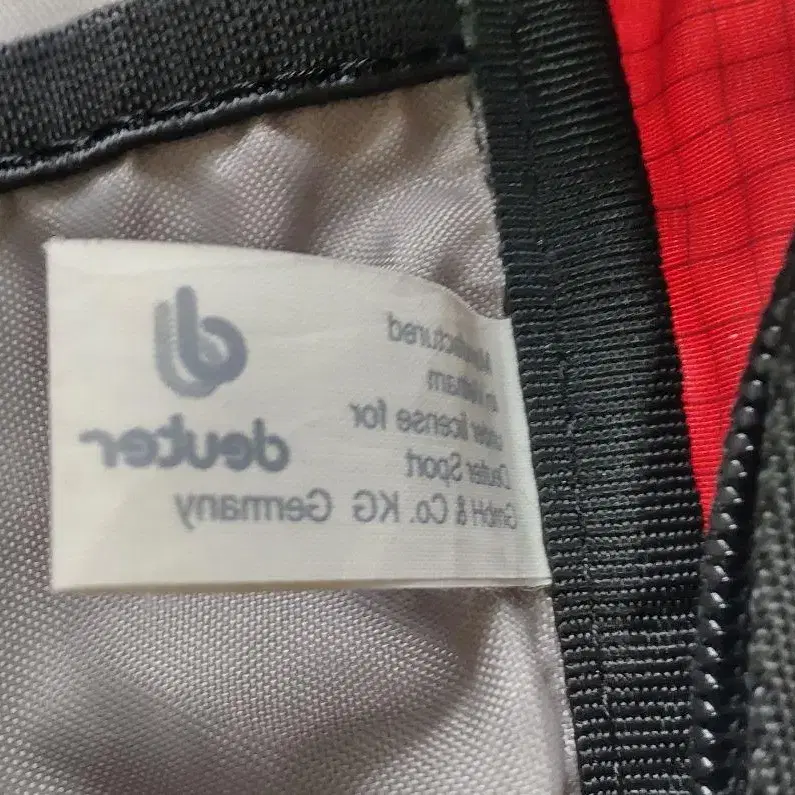 deuter
Manufactured
in Vietnam
under license for
Deuter Sport
GmbH & Co. KG Germany